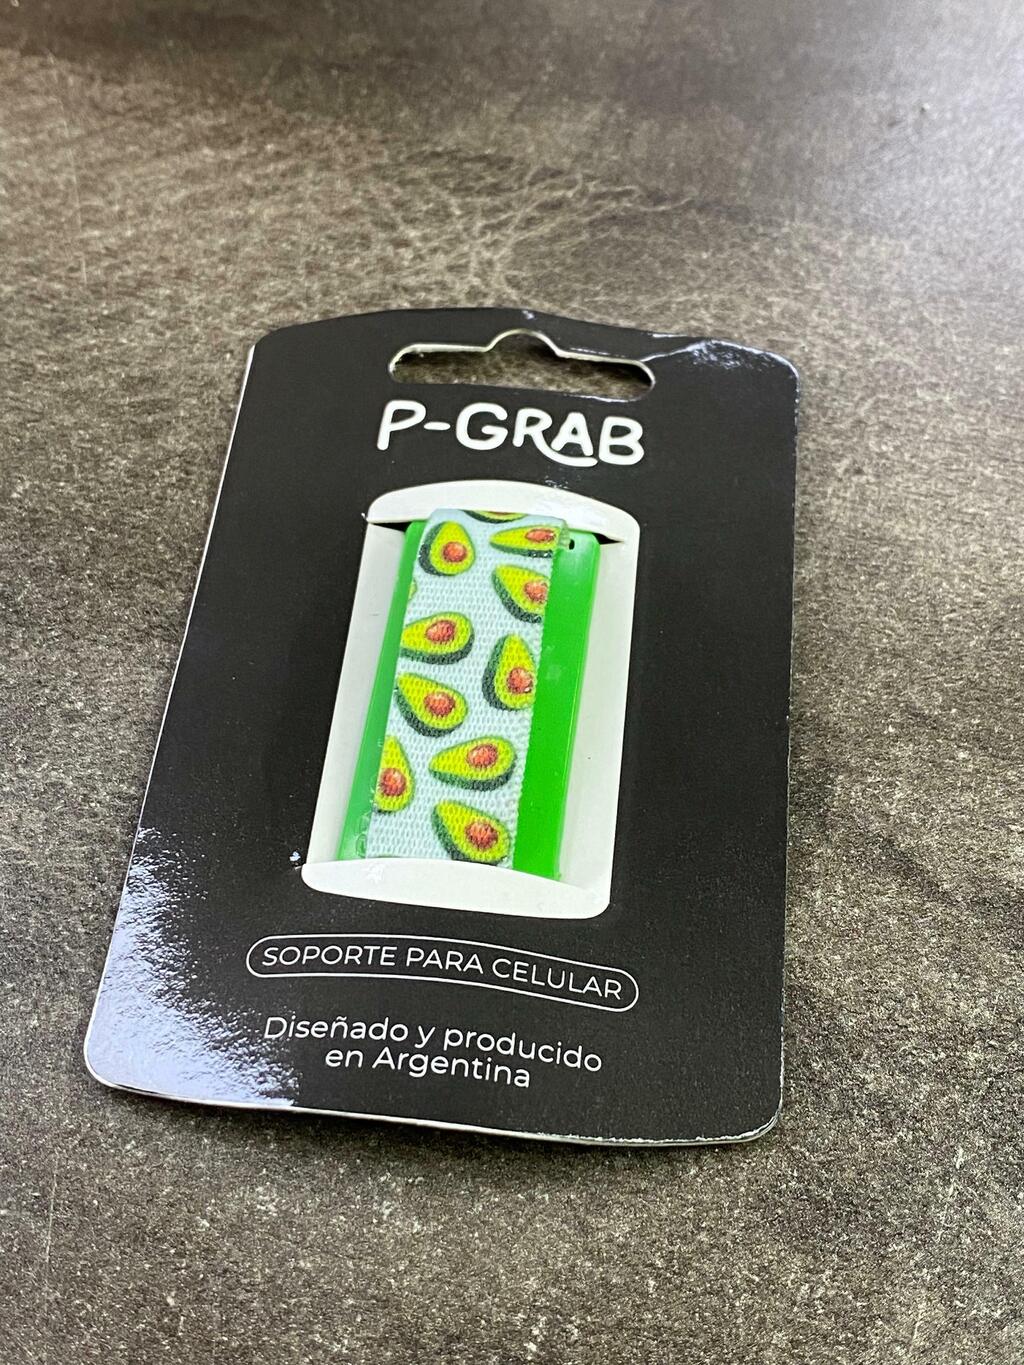 P-GRAB
SOPORTE PARA CELULAR
Diseñado y producido
en Argentina